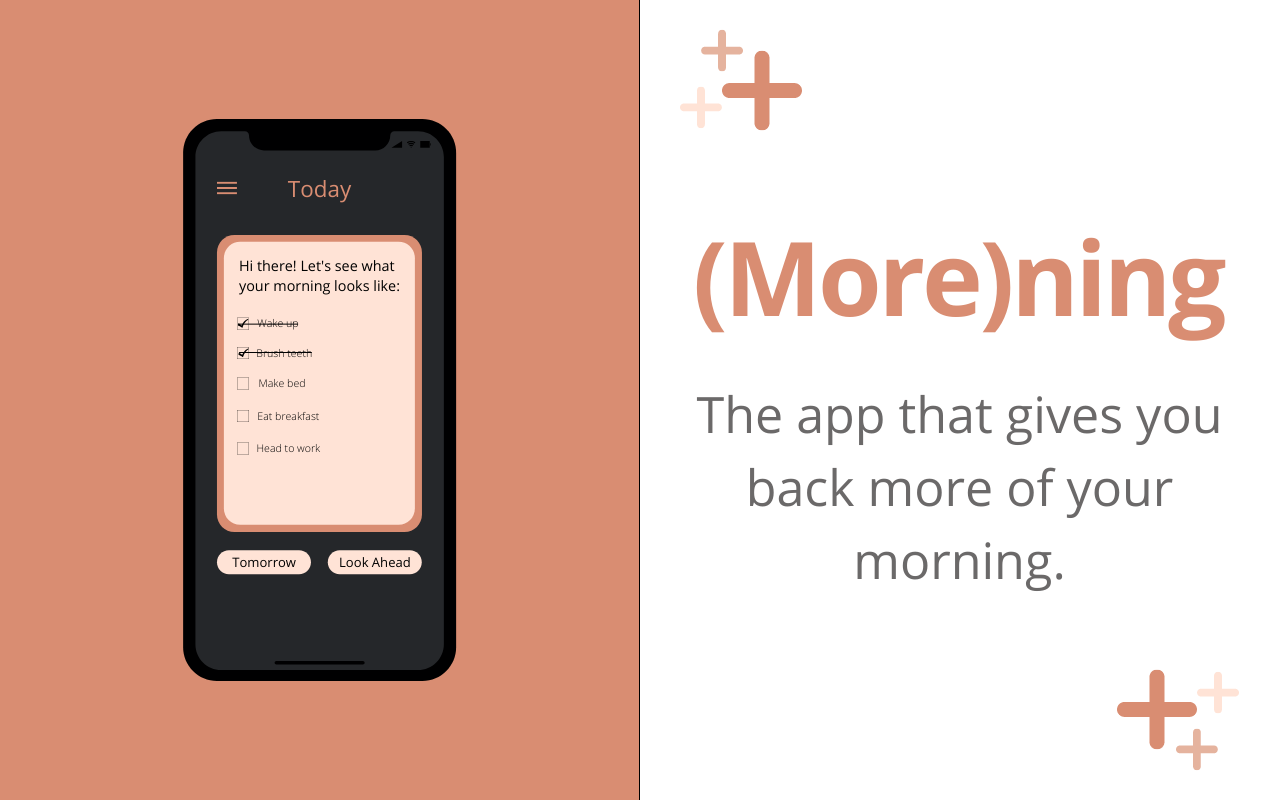 Today
Hi there! Let's see what
your morning looks like:
Wake up
Brush teeth
Make bed
Eat breakfast
Head to work
Tomorrow
Look Ahead
(More)ning
The app that gives you
back more of your
morning.